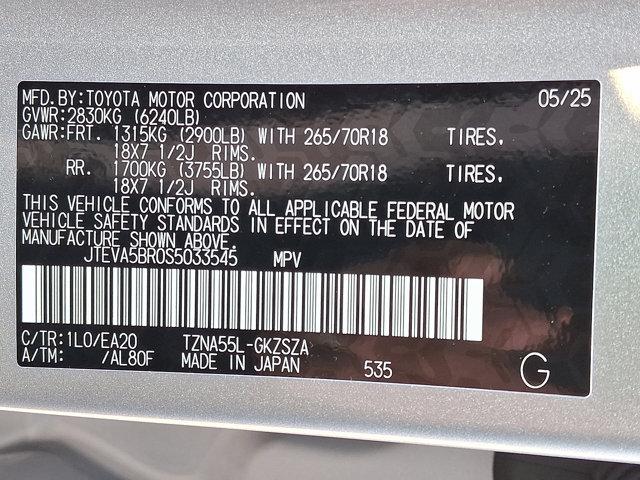 MFD.BY:TOYOTA MOTOR CORPORATION 05/25
GVWR:2830KG (6240LB)
GAWR:FRT. 1315KG (2900LB) WITH 265/70R18 TIRES,
18X7 1/2J RIMS.
RR. 1700KG (3755LB) WITH 265/70R18 TIRES,
18X7 1/2J RIMS.
THIS VEHICLE CONFORMS TO ALL APPLICABLE FEDERAL MOTOR
VEHICLE SAFETY STANDARDS IN EFFECT ON THE DATE OF
MANUFACTURE SHOWN ABOVE.
JTEVA5BR0S5033545 MPV
C/TR:1L0/EA20 TZNA55L-GKZSZA
A/TM: /AL80F MADE IN JAPAN 535 G